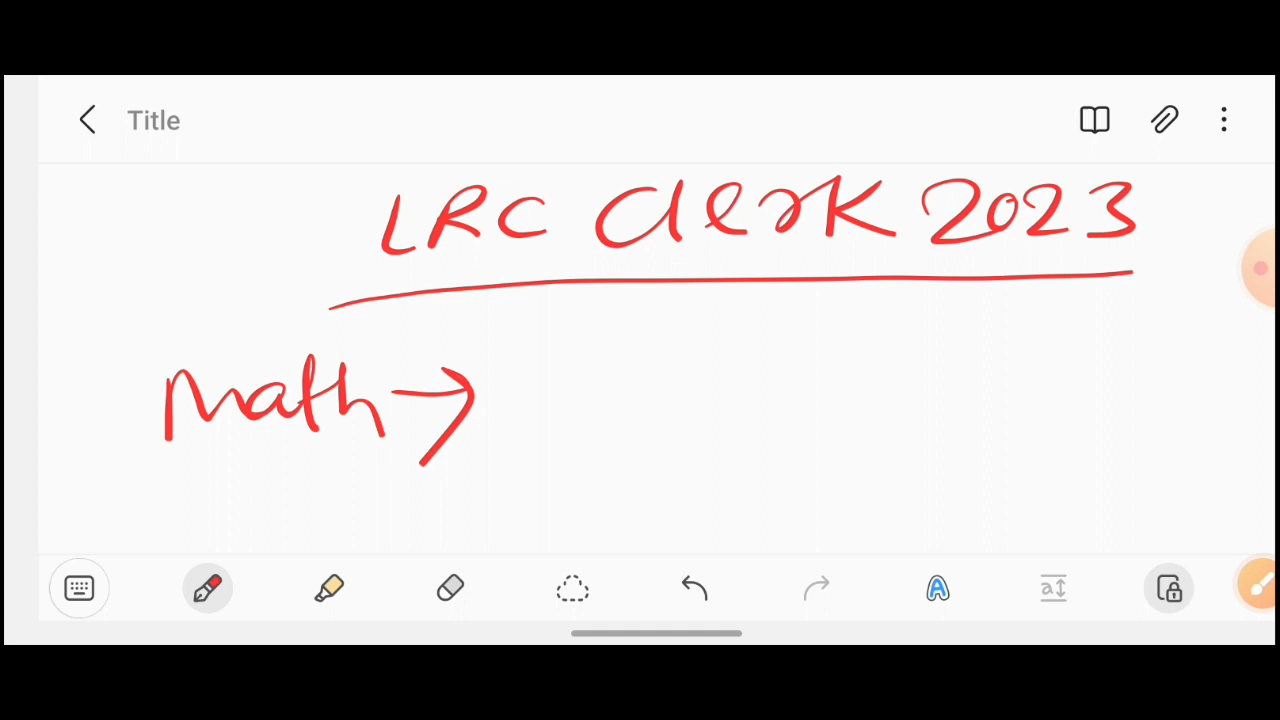 Title
LRC Clerk 2023
Math →